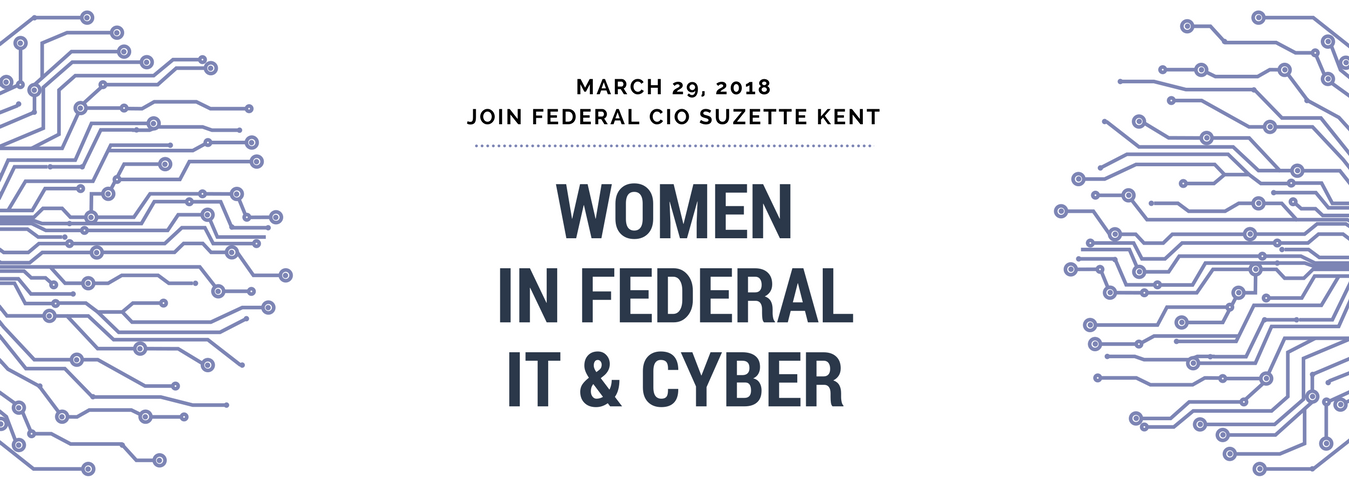 MARCH 29, 2018
JOIN FEDERAL CIO SUZETTE KENT
WOMEN
IN FEDERAL
IT & CYBER